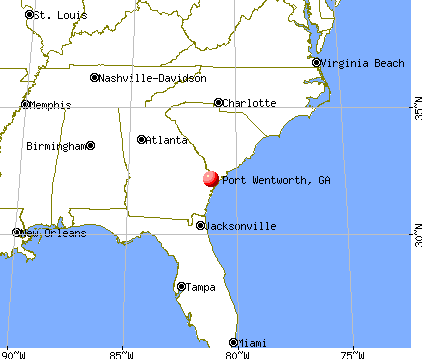 St. Louis
Virginia Beach
Nashville-Davidson
Charlotte
Memphis
35°N
Atlanta
Birmingham
Port Wentworth, GA
Jacksonville
New Orleans
30°N
Tampa
Miami
90°W
85°W
80°W
75°W